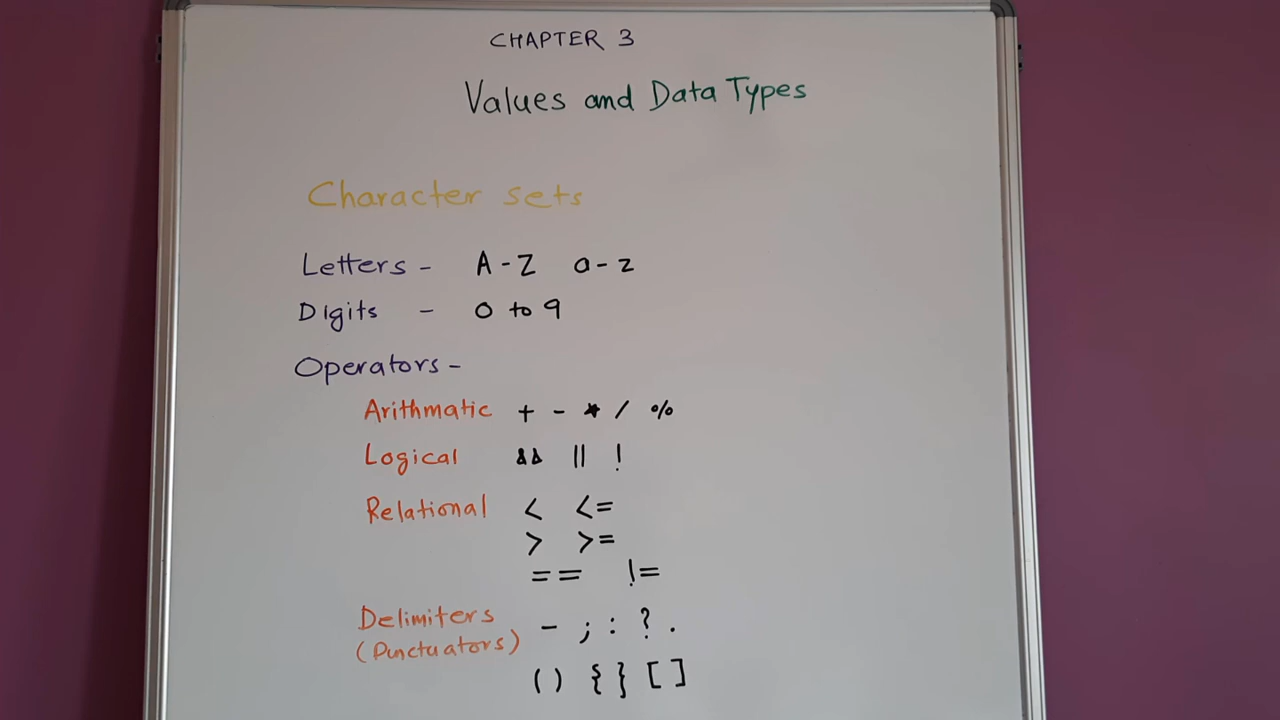 CHAPTER 3
Values and Data Types
Character sets
Letters - A-Z a-z
Digits - 0 to 9
Operators -
Arithmatic + - * / %
Logical && || !
Relational < <=
> >=
== !=
Delimiters - ; : ? .
(Punctuators)
() {} []